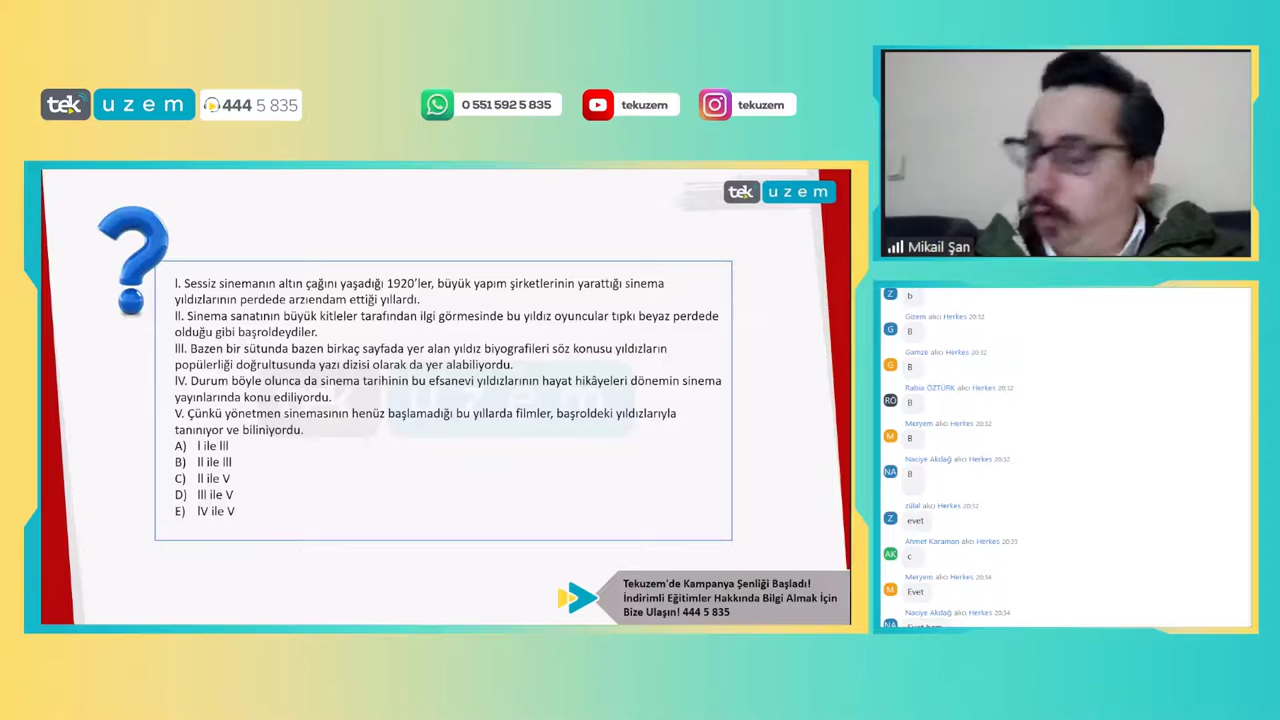 tek uzem 444 5 835
0 551 592 5 835
tekuzem
tekuzem
tek uzem
I. Sessiz sinemanın altın çağını yaşadığı 1920'ler, büyük yapım şirketlerinin yarattığı sinema
yıldızlarının perdede arzıendam ettiği yıllardı.
II. Sinema sanatının büyük kitleler tarafından ilgi görmesinde bu yıldız oyuncular tıpkı beyaz perdede
olduğu gibi başroldeydiler.
III. Bazen bir sütunda bazen birkaç sayfada yer alan yıldız biyografileri söz konusu yıldızların
popülerliği doğrultusunda yazı dizisi olarak da yer alabiliyordu.
IV. Durum böyle olunca da sinema tarihinin bu efsanevi yıldızlarının hayat hikâyeleri dönemin sinema
yayınlarında konu ediliyordu.
V. Çünkü yönetmen sinemasının henüz başlamadığı bu yıllarda filmler, başroldeki yıldızlarıyla
tanınıyor ve biliniyordu.
A) I ile III
B) II ile III
C) II ile V
D) III ile V
E) IV ile V
Tekuzem'de Kampanya Şenliği Başladı!
İndirimli Eğitimler Hakkında Bilgi Almak İçin
Bize Ulaşın! 444 5 835
Mikail Şan
Z
b
Gizem alıcı Herkes 20:32
G B
Gamze alıcı Herkes 20:32
G B
Rabia ÖZTÜRK alıcı Herkes 20:32
RÖ B
Meryem alıcı Herkes 20:32
M B
Naciye Akdağ alıcı Herkes 20:32
NA B
zülal alıcı Herkes 20:32
Z evet
Ahmet Karaman alıcı Herkes 20:33
AK c
Meryem alıcı Herkes 20:34
M Evet
Naciye Akdağ alıcı Herkes 20:34
NA